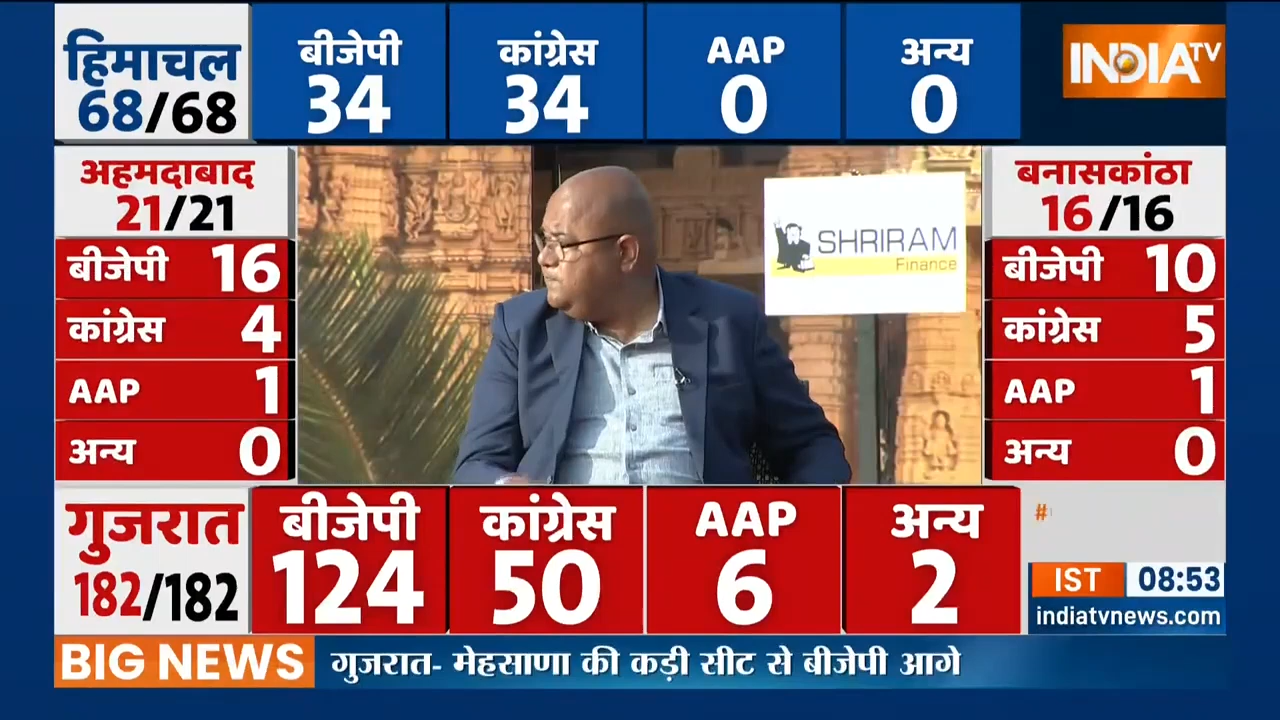 हिमाचल
68/68
बीजेपी
34
कांग्रेस
34
AAP
0
अन्य
0
INDIA TV
अहमदाबाद
21/21
बीजेपी 16
कांग्रेस 4
AAP 1
अन्य 0
SHRIRAM
Finance
बनासकांठा
16/16
बीजेपी 10
कांग्रेस 5
AAP 1
अन्य 0
गुजरात
182/182
बीजेपी
124
कांग्रेस
50
AAP
6
अन्य
2
#
IST 08:53
indiatvnews.com
BIG NEWS गुजरात- मेहसाणा की कड़ी सीट से बीजेपी आगे